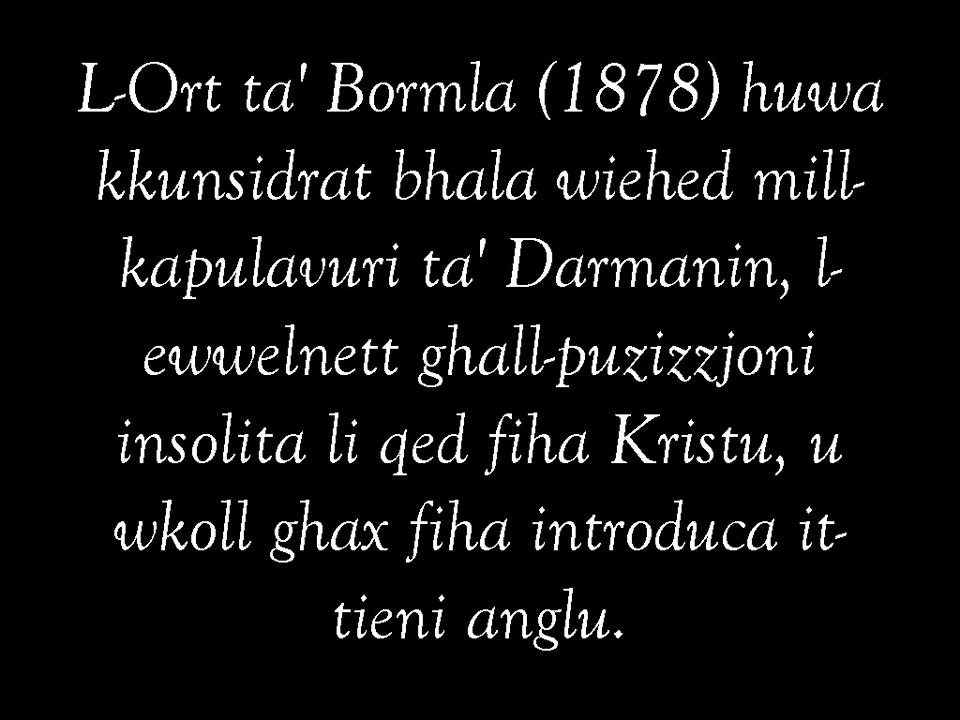 L-Ort ta' Bormla (1878) huwa
kkunsidrat bhala wiehed mill-
kapulavuri ta' Darmanin, l-
ewwelnett ghall-puzizzjoni
insolita li qed fiha Kristu, u
wkoll ghax fiha introduca it-
tieni anglu.